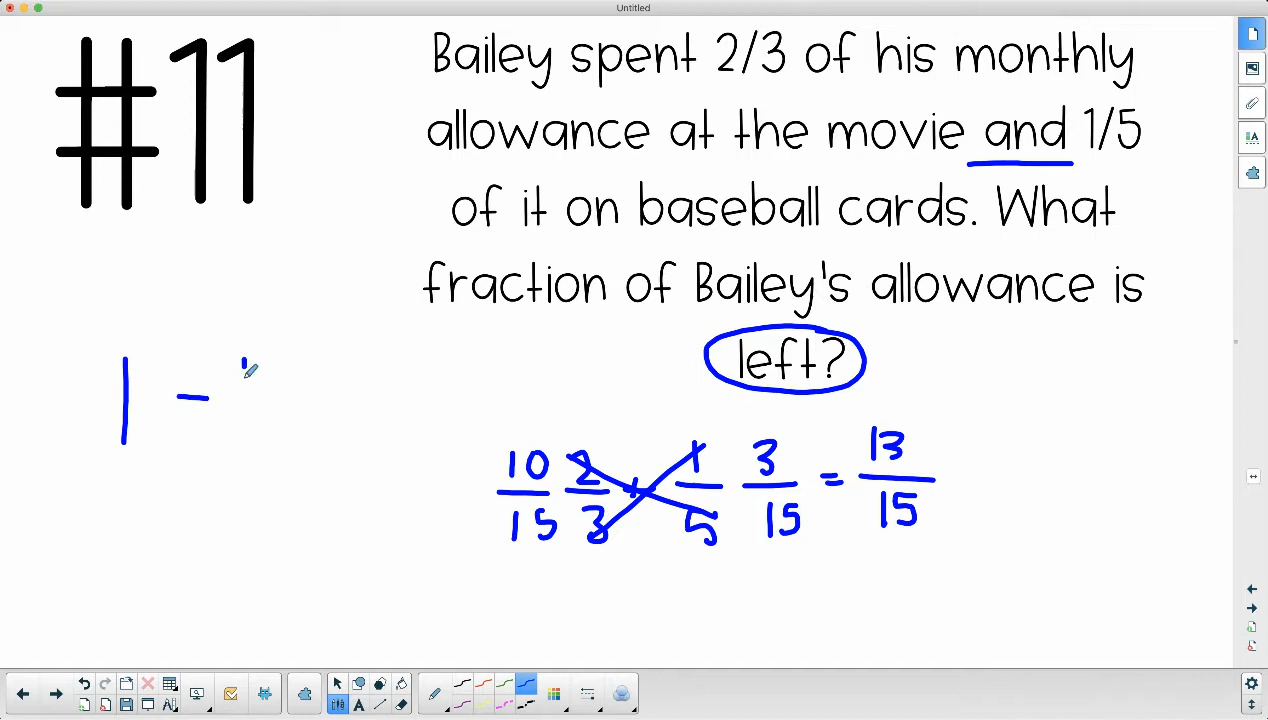 Untitled
#11
Bailey spent 2/3 of his monthly
allowance at the movie and 1/5
of it on baseball cards. What
fraction of Bailey's allowance is
left?
1 -
10/15 2/3 + 1/5 3/15 = 13/15